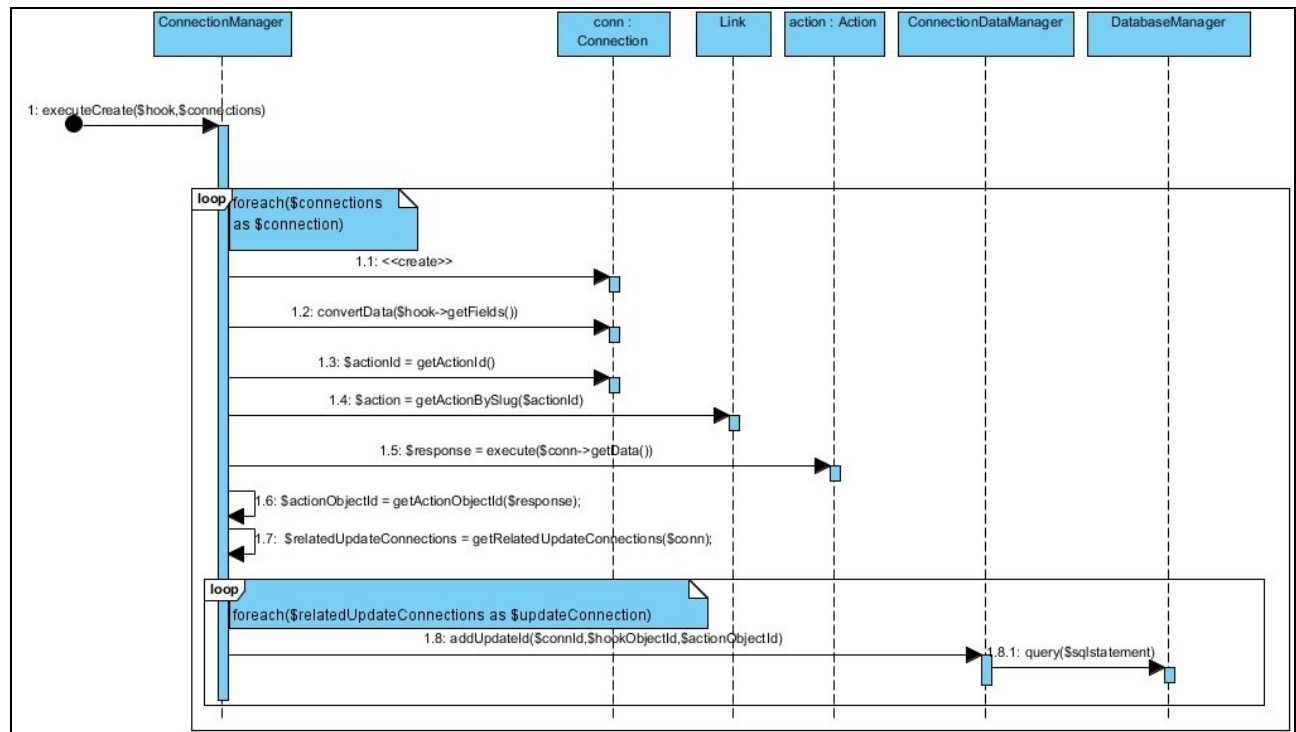 ConnectionManager
conn :
Connection
Link
action : Action
ConnectionDataManager
DatabaseManager
1: executeCreate($hook,$connections)
loop
foreach($connections
as $connection)
1.1: <<create>>
1.2: convertData($hook->getFields())
1.3: $actionId = getActionId()
1.4: $action = getActionBySlug($actionId)
1.5: $response = execute($conn->getData())
1.6: $actionObjectId = getActionObjectId($response);
1.7: $relatedUpdateConnections = getRelatedUpdateConnections($conn);
loop
foreach($relatedUpdateConnections as $updateConnection)
1.8: addUpdateId($connId,$hookObjectId,$actionObjectId)
1.8.1: query($sqlstatement)